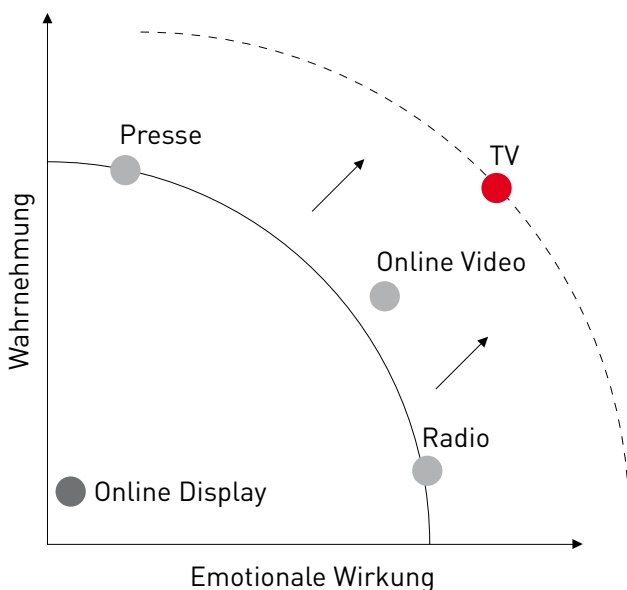 Presse
TV
Online Video
Wahrnehmung
Radio
Online Display
Emotionale Wirkung